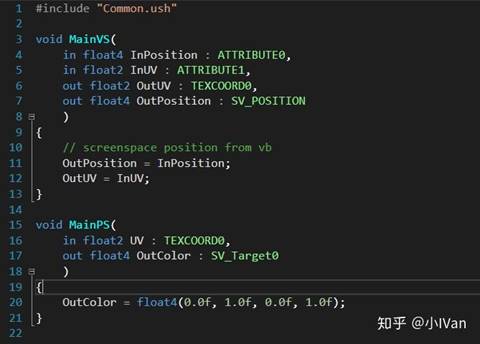 1 #include "Common.ush"
2
3 void MainVS(
4 in float4 InPosition : ATTRIBUTE0,
5 in float2 InUV : ATTRIBUTE1,
6 out float2 OutUV : TEXCOORD0,
7 out float4 OutPosition : SV_POSITION
8 )
9 {
10 // screenspace position from vb
11 OutPosition = InPosition;
12 OutUV = InUV;
13 }
14
15 void MainPS(
16 in float2 UV : TEXCOORD0,
17 out float4 OutColor : SV_Target0
18 )
19 {
20 OutColor = float4(0.0f, 1.0f, 0.0f, 1.0f);
21 }
22
知乎 @小IVan